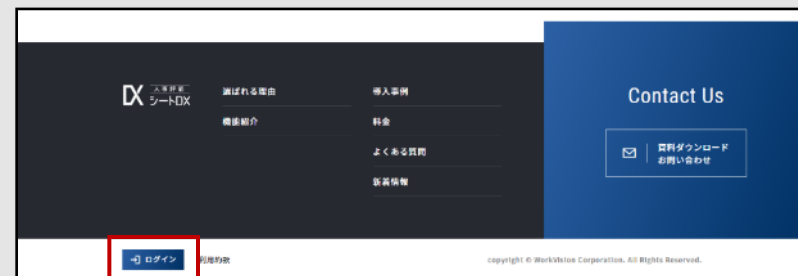 人事評価
シートDX
選ばれる理由
機能紹介
導入事例
料金
よくある質問
新着情報
Contact Us
資料ダウンロード
お問い合わせ
ログイン
利用約款
copyright © WorkVision Corporation. All Rights Reserved.